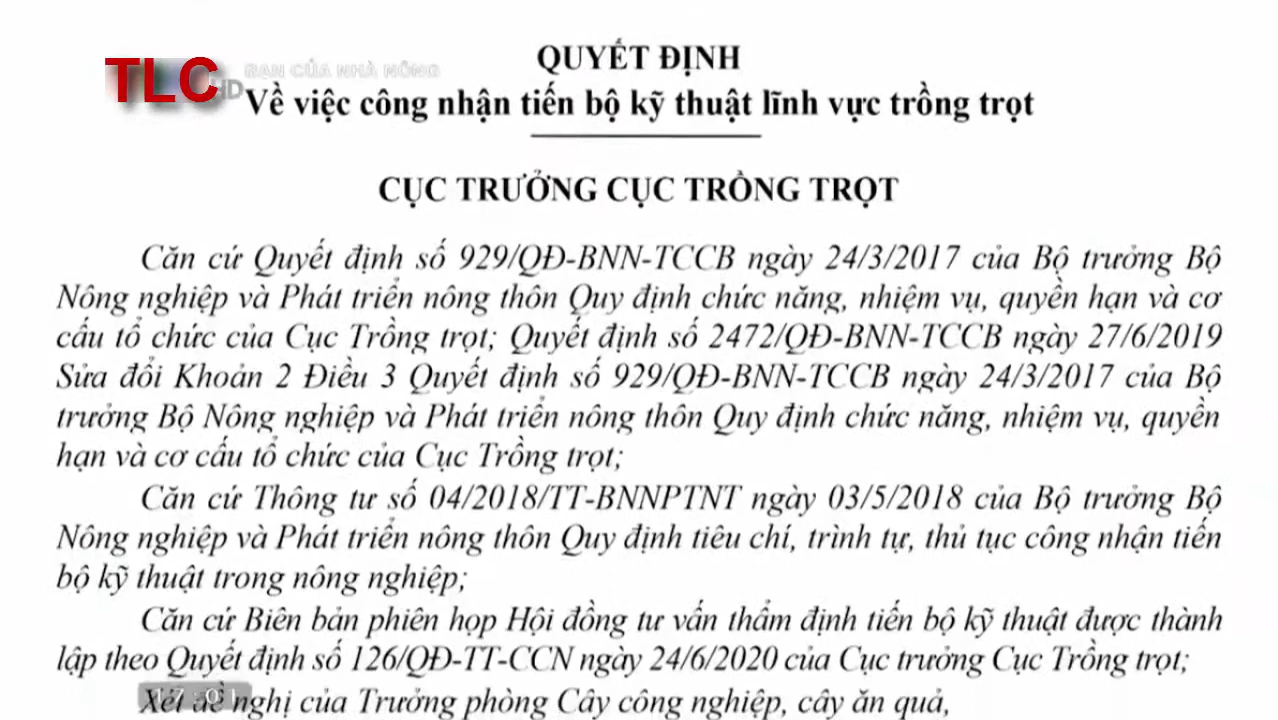 QUYẾT ĐỊNH
TLC
HD
BẠN CỦA NHÀ NÔNG
Về việc công nhận tiến bộ kỹ thuật lĩnh vực trồng trọt
CỤC TRƯỞNG CỤC TRỒNG TRỌT
Căn cứ Quyết định số 929/QĐ-BNN-TCCB ngày 24/3/2017 của Bộ trưởng Bộ
Nông nghiệp và Phát triển nông thôn Quy định chức năng, nhiệm vụ, quyền hạn và cơ
cấu tổ chức của Cục Trồng trọt; Quyết định số 2472/QĐ-BNN-TCCB ngày 27/6/2019
Sửa đổi Khoản 2 Điều 3 Quyết định số 929/QĐ-BNN-TCCB ngày 24/3/2017 của Bộ
trưởng Bộ Nông nghiệp và Phát triển nông thôn Quy định chức năng, nhiệm vụ, quyền
hạn và cơ cấu tổ chức của Cục Trồng trọt;
Căn cứ Thông tư số 04/2018/TT-BNNPTNT ngày 03/5/2018 của Bộ trưởng Bộ
Nông nghiệp và Phát triển nông thôn Quy định tiêu chí, trình tự, thủ tục công nhận tiến
bộ kỹ thuật trong nông nghiệp;
Căn cứ Biên bản phiên họp Hội đồng tư vấn thẩm định tiến bộ kỹ thuật được thành
lập theo Quyết định số 126/QĐ-TT-CCN ngày 24/6/2020 của Cục trưởng Cục Trồng trọt;
Xét đề nghị của Trưởng phòng Cây công nghiệp, cây ăn quả,